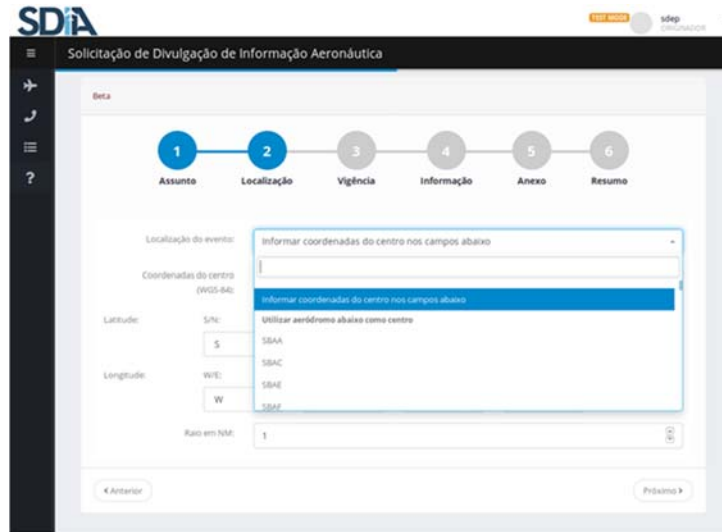 SDIA
TEST MODE
sdep
ORIGINADOR
Solicitação de Divulgação de Informação Aeronáutica
Beta
1
2
3
4
5
6
Assunto
Localização
Vigência
Informação
Anexo
Resumo
Localização do evento:
Informar coordenadas do centro nos campos abaixo
Coordenadas do centro
(WGS-84):
Informar coordenadas do centro nos campos abaixo
Utilizar aeródromo abaixo como centro
Latitude:
S/N:
S
SBAA
SBAC
Longitude:
W/E:
W
SBAE
SBAF
Raio em NM:
1
Anterior
Próximo